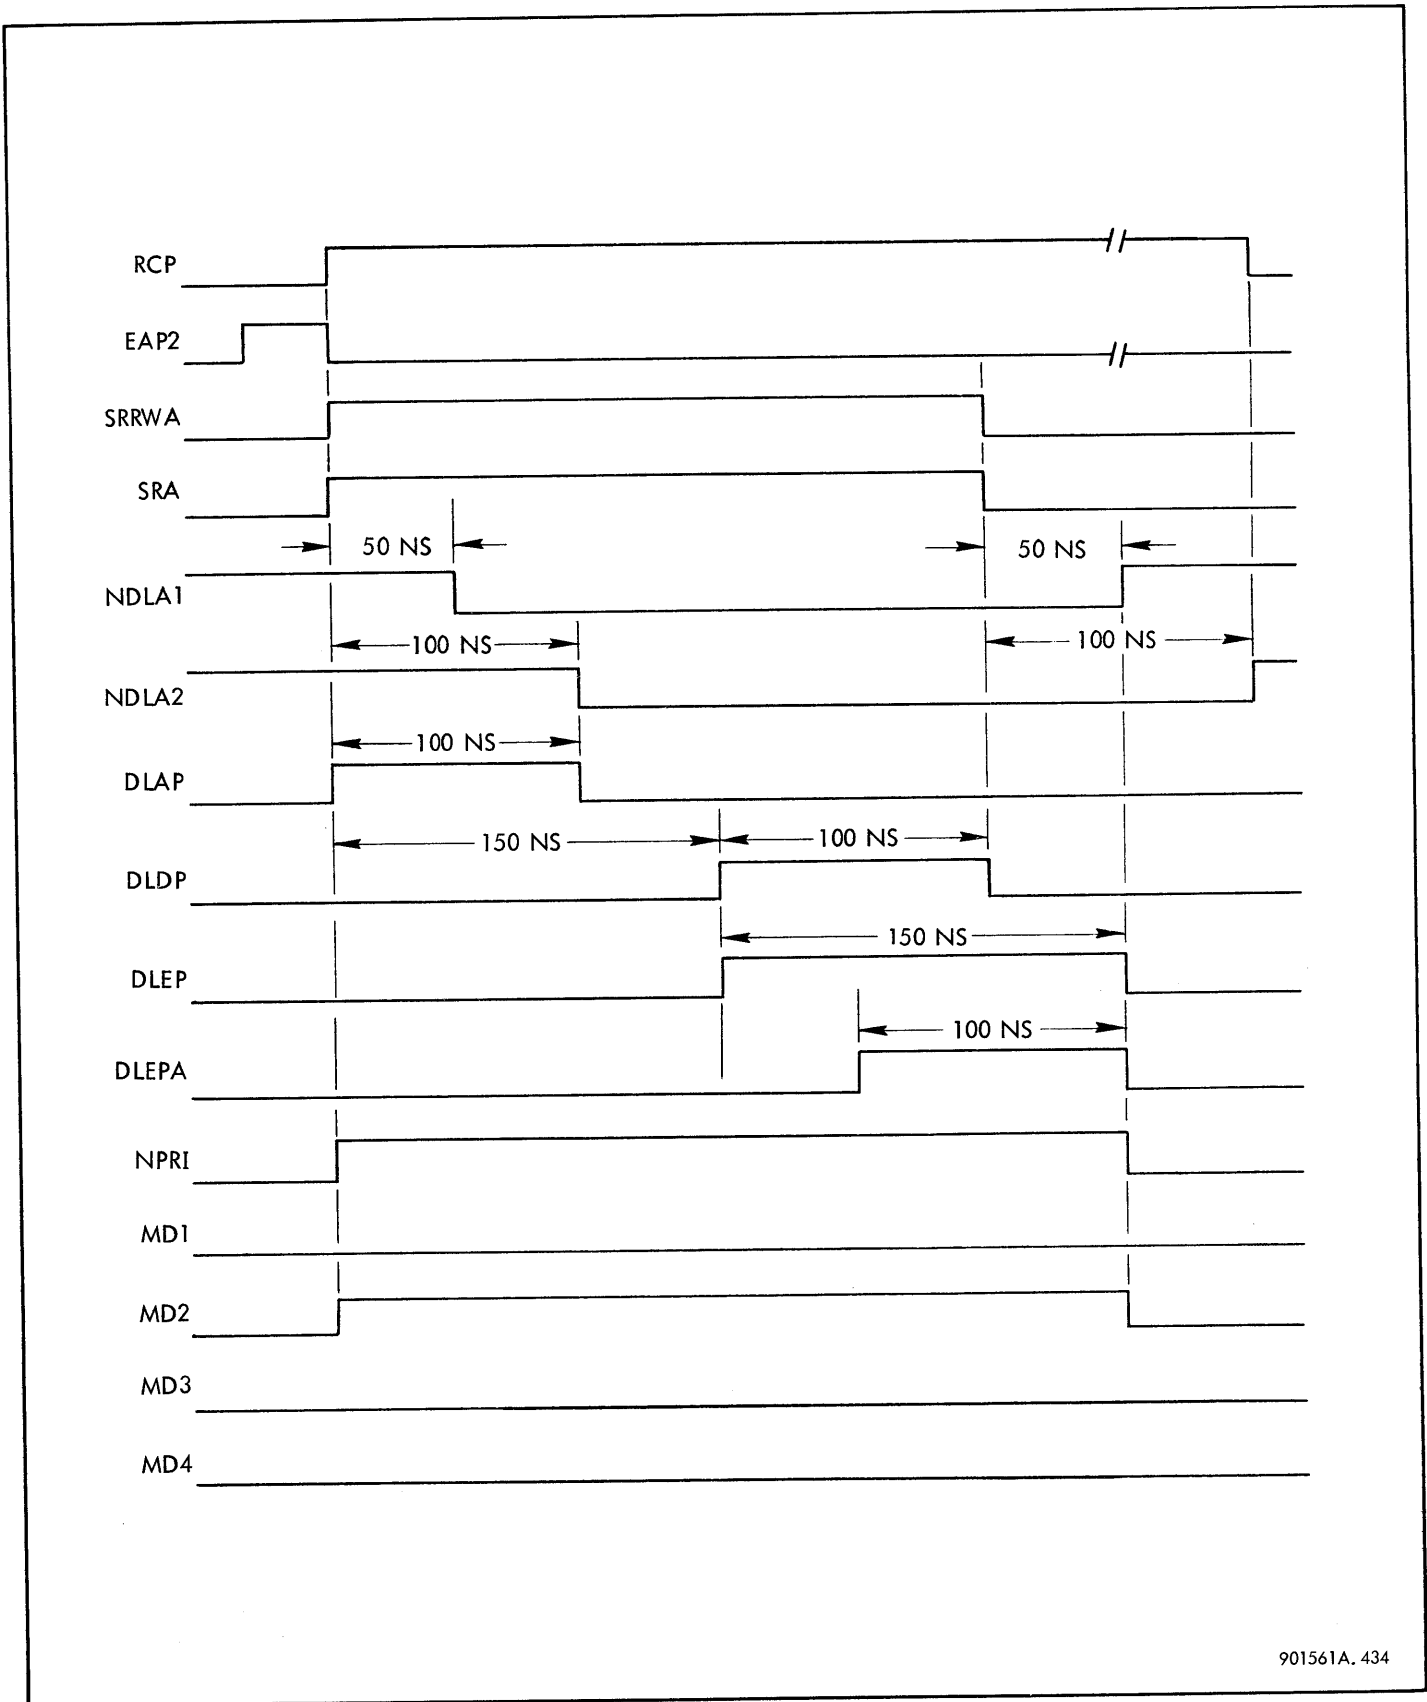 RCP
EAP2
SRRWA
SRA
50 NS
50 NS
NDLA1
100 NS
100 NS
NDLA2
100 NS
DLAP
150 NS
100 NS
DLDP
150 NS
DLEP
100 NS
DLEPA
NPRI
MD1
MD2
MD3
MD4
901561A.434